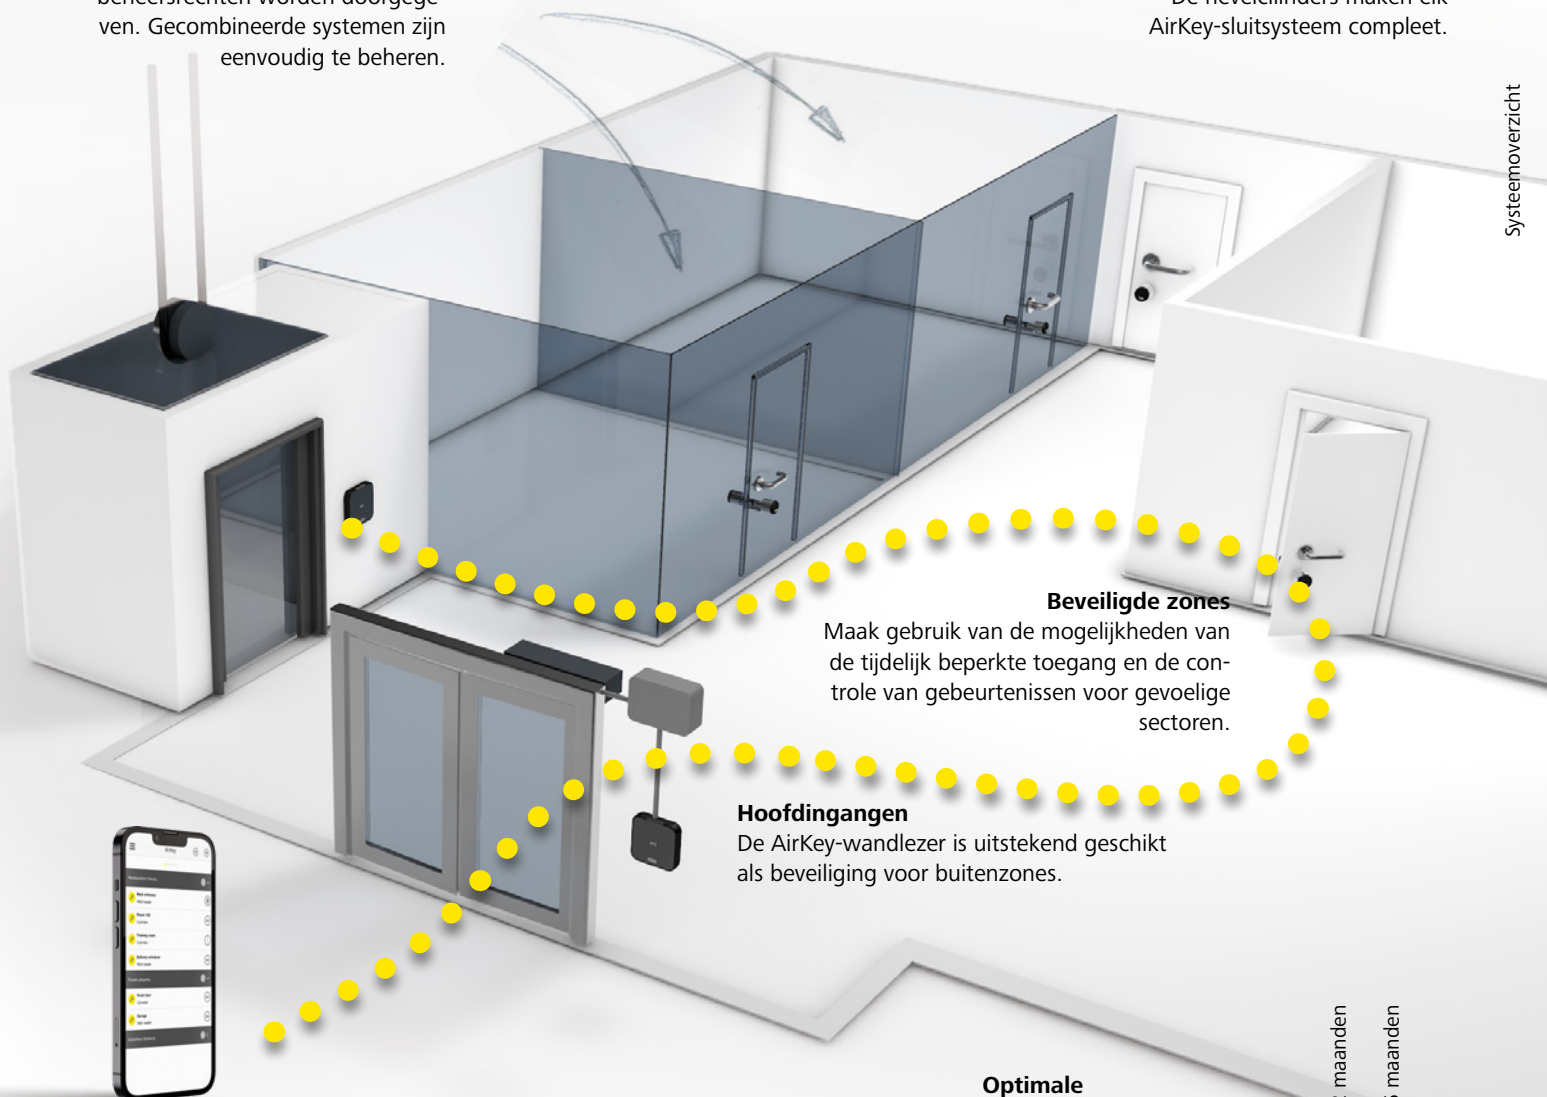 ven. Gecombineerde systemen zijn
eenvoudig te beheren.
AirKey-sluitsysteem compleet.
Systeemoverzicht
Beveiligde zones
Maak gebruik van de mogelijkheden van
de tijdelijk beperkte toegang en de con-
trole van gebeurtenissen voor gevoelige
sectoren.
Hoofdingangen
De AirKey-wandlezer is uitstekend geschikt
als beveiliging voor buitenzones.
AirKey
Optimale
maanden
maanden